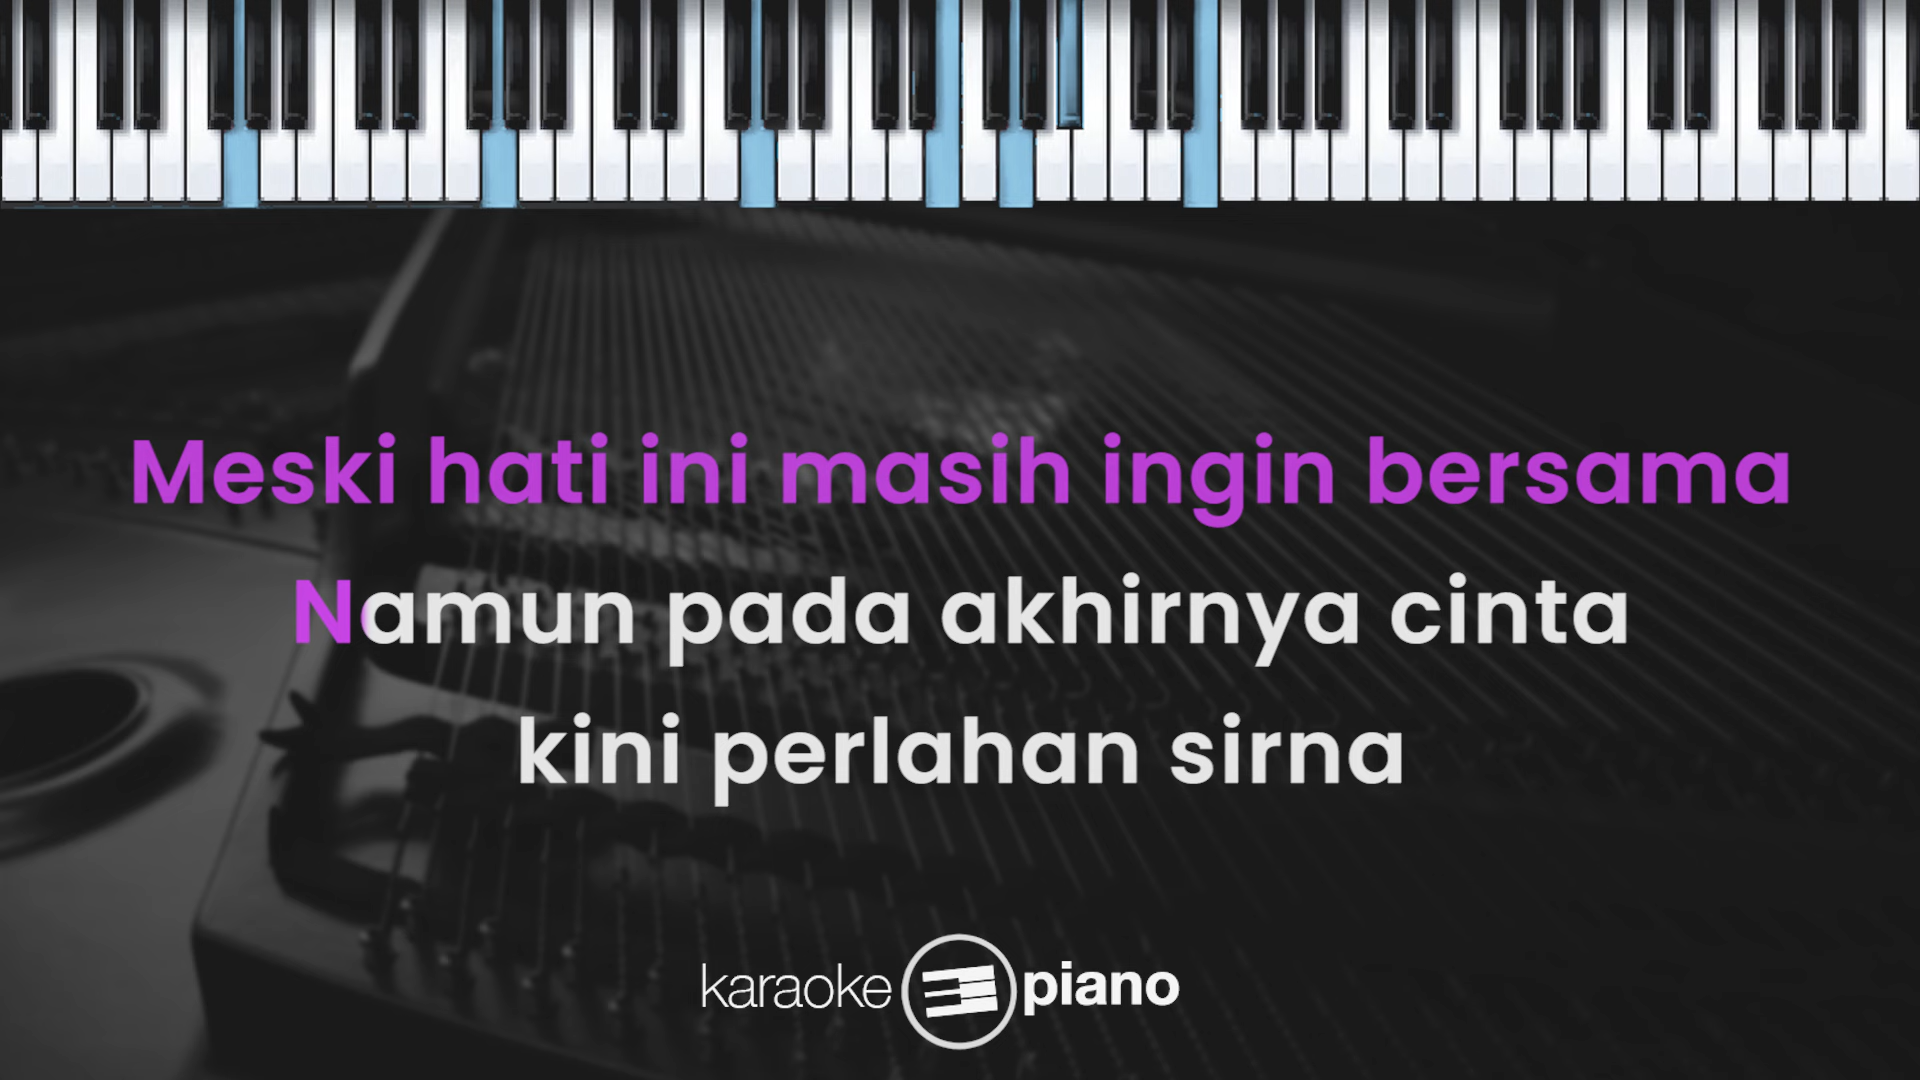 Meski hati ini masih ingin bersama
Namun pada akhirnya cinta
kini perlahan sirna
karaoke piano